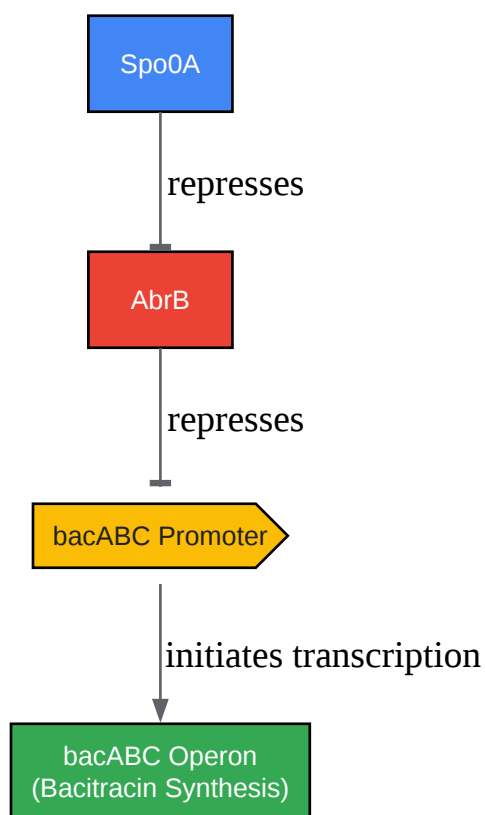 Spo0A
represses
AbrB
represses
bacABC Promoter
initiates transcription
bacABC Operon
(Bacitracin Synthesis)